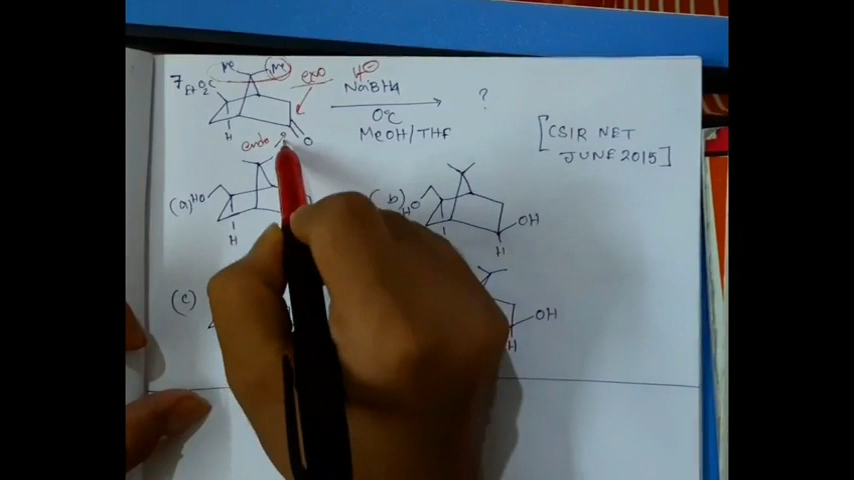 7. Me Me exo H⊖
EtO₂C NaBH4 ?
0°C
H O MeOH/THF [CSIR NET
endo JUNE 2015]
(a) HO (b) HO OH
H H
(c) OH
H